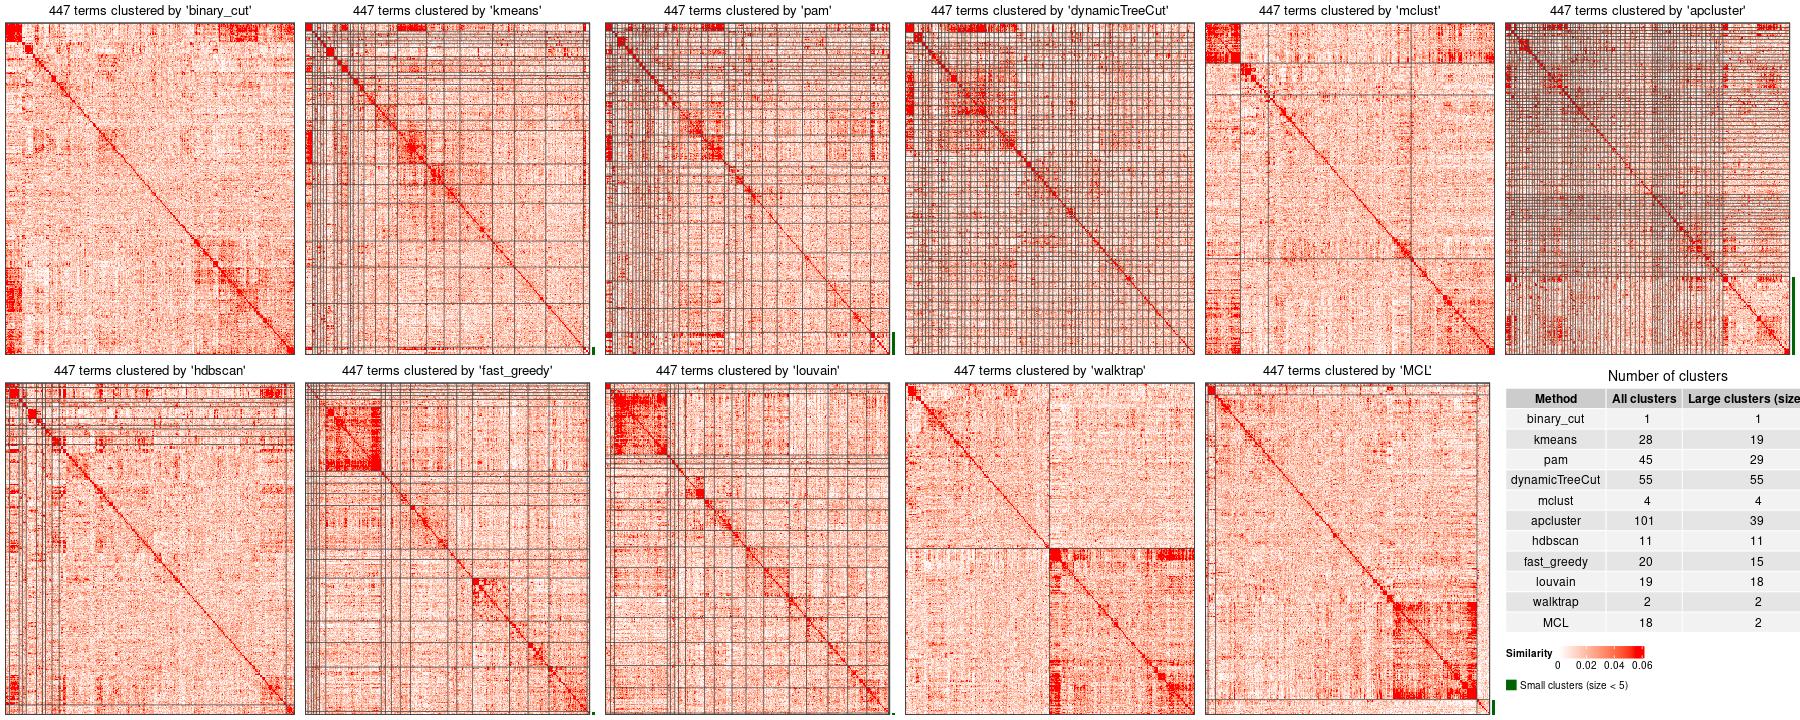 447 terms clustered by 'binary_cut'
447 terms clustered by 'kmeans'
447 terms clustered by 'pam'
447 terms clustered by 'dynamicTreeCut'
447 terms clustered by 'mclust'
447 terms clustered by 'apcluster'
447 terms clustered by 'hdbscan'
447 terms clustered by 'fast_greedy'
447 terms clustered by 'louvain'
447 terms clustered by 'walktrap'
447 terms clustered by 'MCL'
Number of clusters
Method All clusters Large clusters (size
binary_cut 1 1
kmeans 28 19
pam 45 29
dynamicTreeCut 55 55
mclust 4 4
apcluster 101 39
hdbscan 11 11
fast_greedy 20 15
louvain 19 18
walktrap 2 2
MCL 18 2
Similarity
0 0.02 0.04 0.06
Small clusters (size < 5)